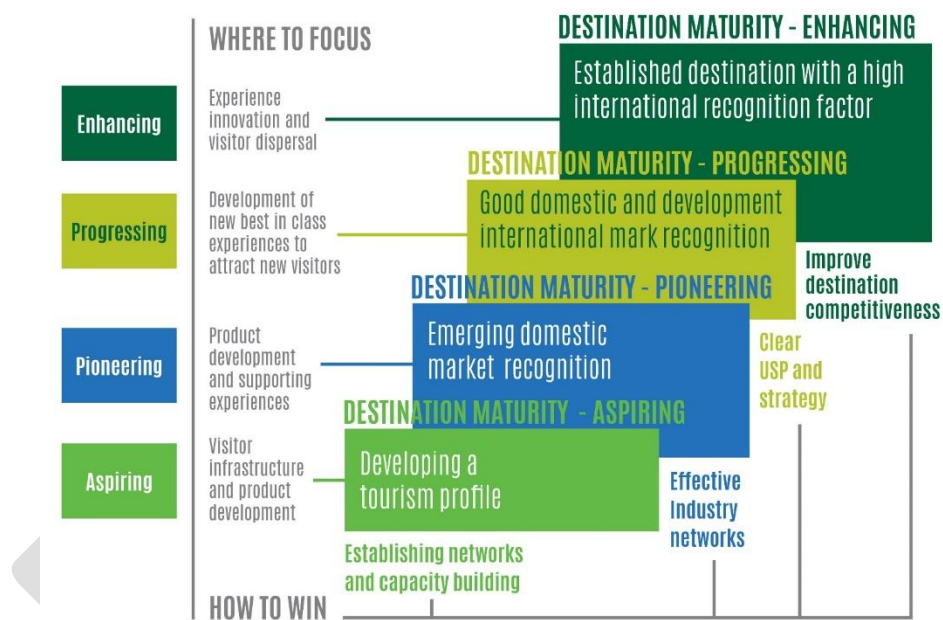 WHERE TO FOCUS
DESTINATION MATURITY - ENHANCING
Established destination with a high
international recognition factor
Enhancing
Experience
innovation and
visitor dispersal
DESTINATION MATURITY - PROGRESSING
Good domestic and development
international mark recognition
Progressing
Development of
new best in class
experiences to
attract new visitors
Improve
destination
competitiveness
DESTINATION MATURITY - PIONEERING
Emerging domestic
market recognition
Pioneering
Product
development
and supporting
experiences
Clear
USP and
strategy
DESTINATION MATURITY - ASPIRING
Developing a
tourism profile
Aspiring
Visitor
infrastructure
and product
development
Effective
Industry
networks
Establishing networks
and capacity building
HOW TO WIN